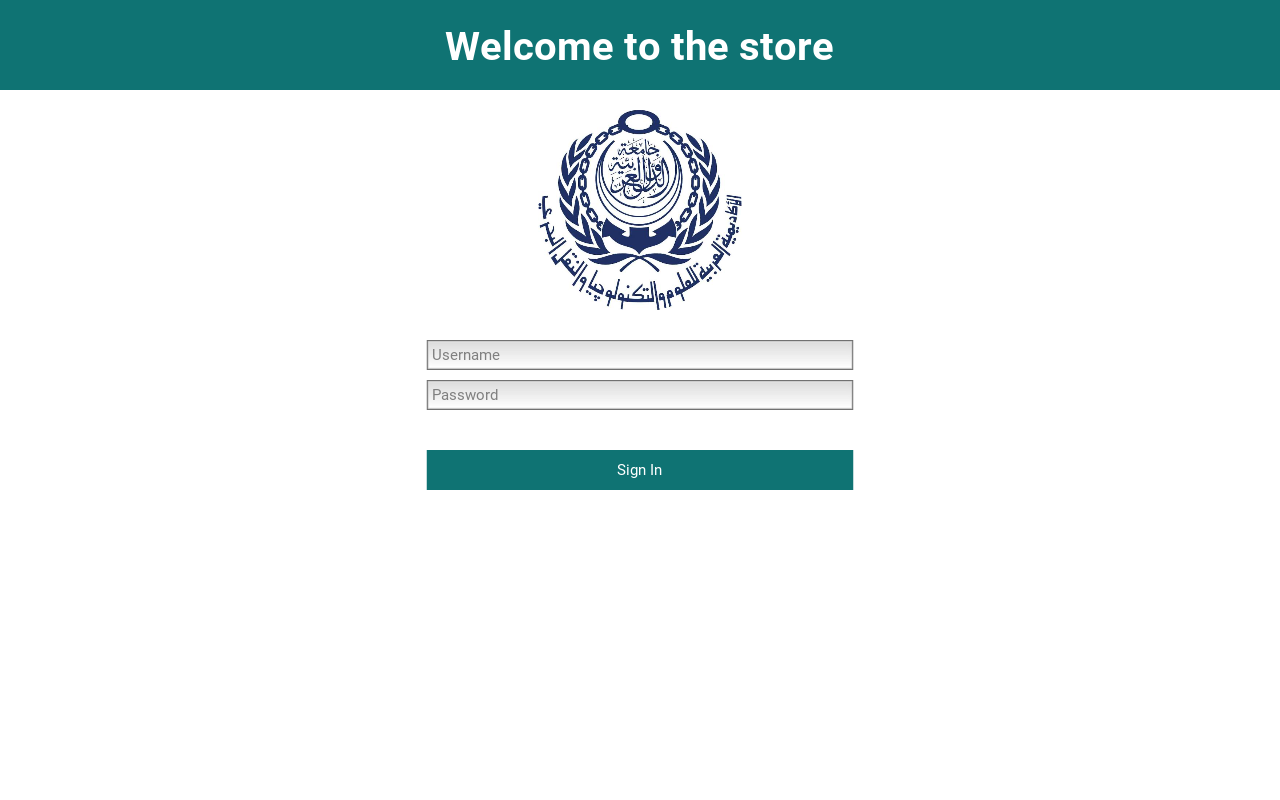 Welcome to the store
جامعة
الدول العربية
الأكاديمية العربية للعلوم والتكنولوجيا والنقل البحري
Username
Password
Sign In